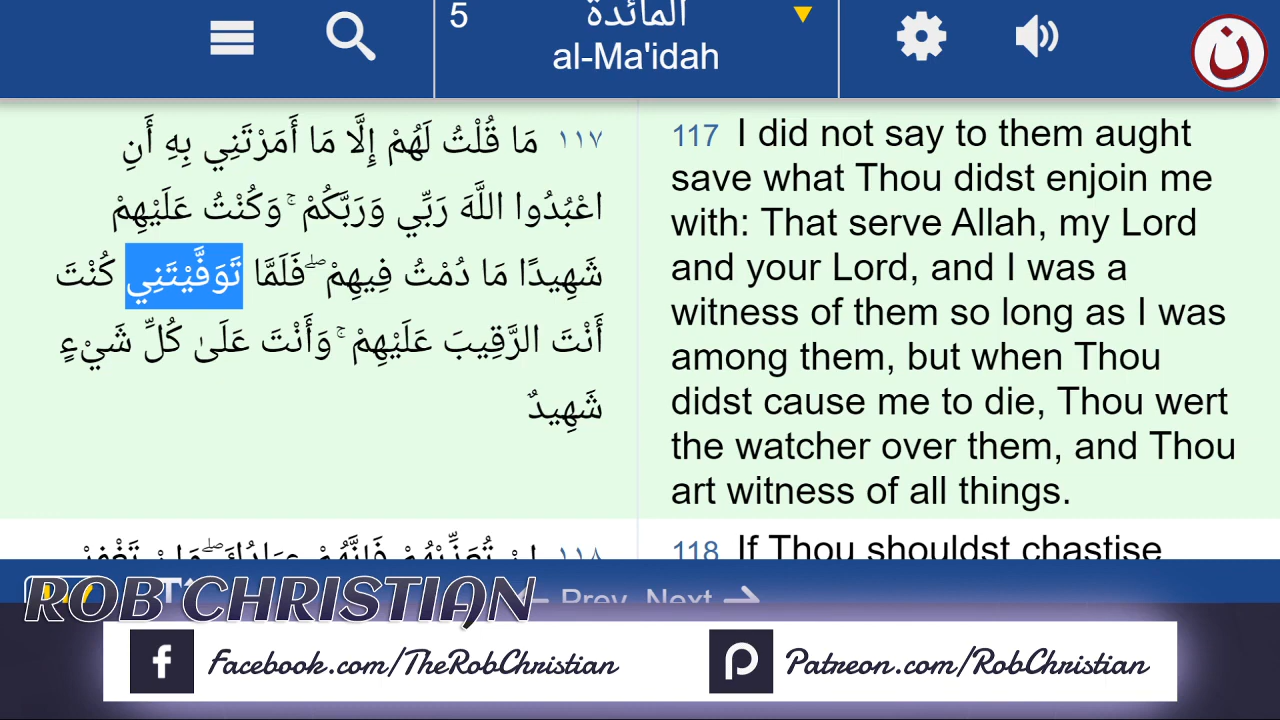 5
المائدة
al-Ma'idah
ن
١١٧ مَا قُلْتُ لَهُمْ إِلَّا مَا أَمَرْتَنِي بِهِ أَنِ
اعْبُدُوا اللَّهَ رَبِّي وَرَبَّكُمْ ۚ وَكُنْتُ عَلَيْهِمْ
شَهِيدًا مَا دُمْتُ فِيهِمْ ۖ فَلَمَّا تَوَفَّيْتَنِي كُنْتَ
أَنْتَ الرَّقِيبَ عَلَيْهِمْ ۚ وَأَنْتَ عَلَىٰ كُلِّ شَيْءٍ
شَهِيدٌ
117 I did not say to them aught
save what Thou didst enjoin me
with: That serve Allah, my Lord
and your Lord, and I was a
witness of them so long as I was
among them, but when Thou
didst cause me to die, Thou wert
the watcher over them, and Thou
art witness of all things.
١١٨ إِنْ تُعَذِّبْهُمْ فَإِنَّهُمْ عِبَادُكَ ۖ وَإِنْ تَغْفِرْ
118 If Thou shouldst chastise
← Prev Next →
ROB CHRISTIAN
Facebook.com/TheRobChristian
Patreon.com/RobChristian